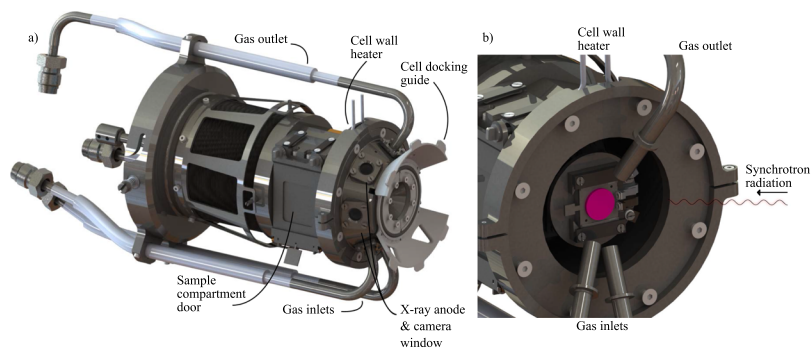 a)
Gas outlet
Cell wall
heater
Cell docking
guide
Sample
compartment
door
Gas inlets
X-ray anode
& camera
window
b)
Cell wall
heater
Gas outlet
Synchrotron
radiation
Gas inlets